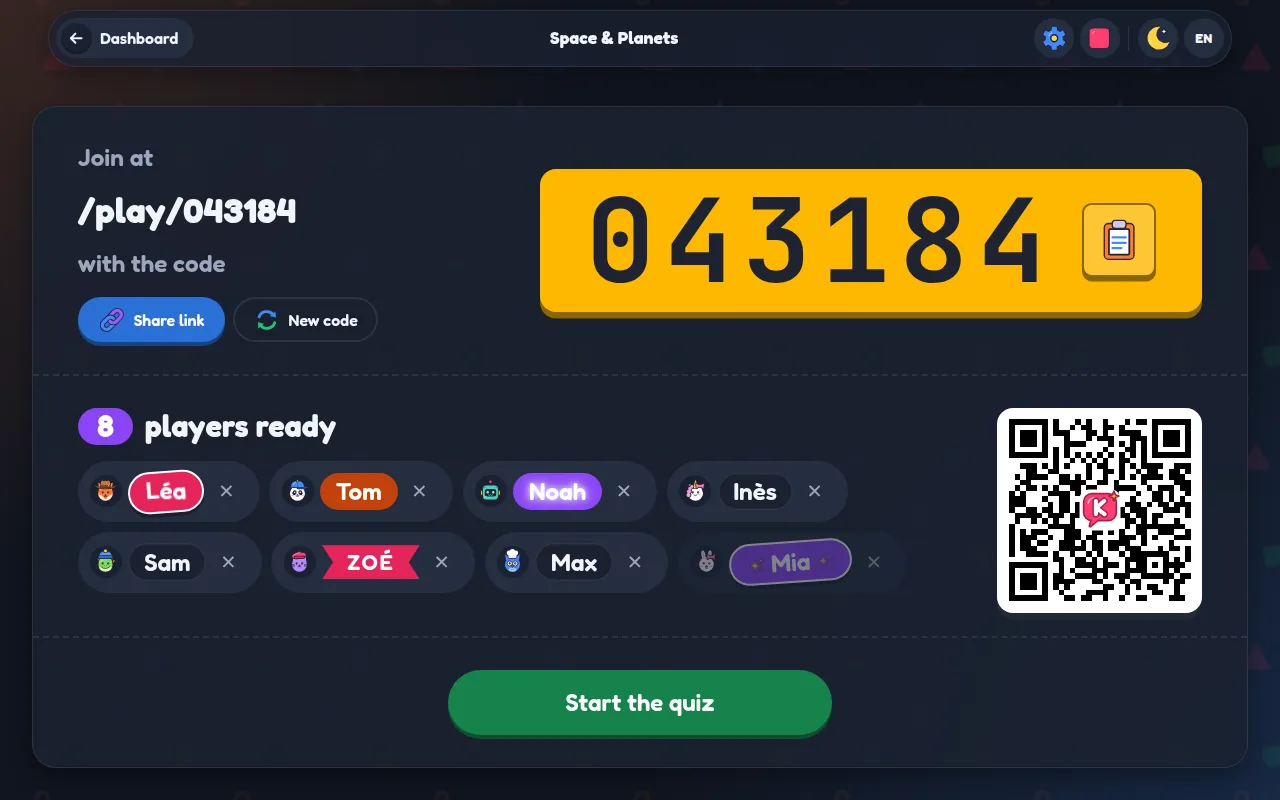 Dashboard
Space & Planets
EN
Join at
/play/043184
with the code
Share link
New code
043184
8 players ready
Léa
Tom
Noah
Inès
Sam
ZOÉ
Max
Mia
K
Start the quiz